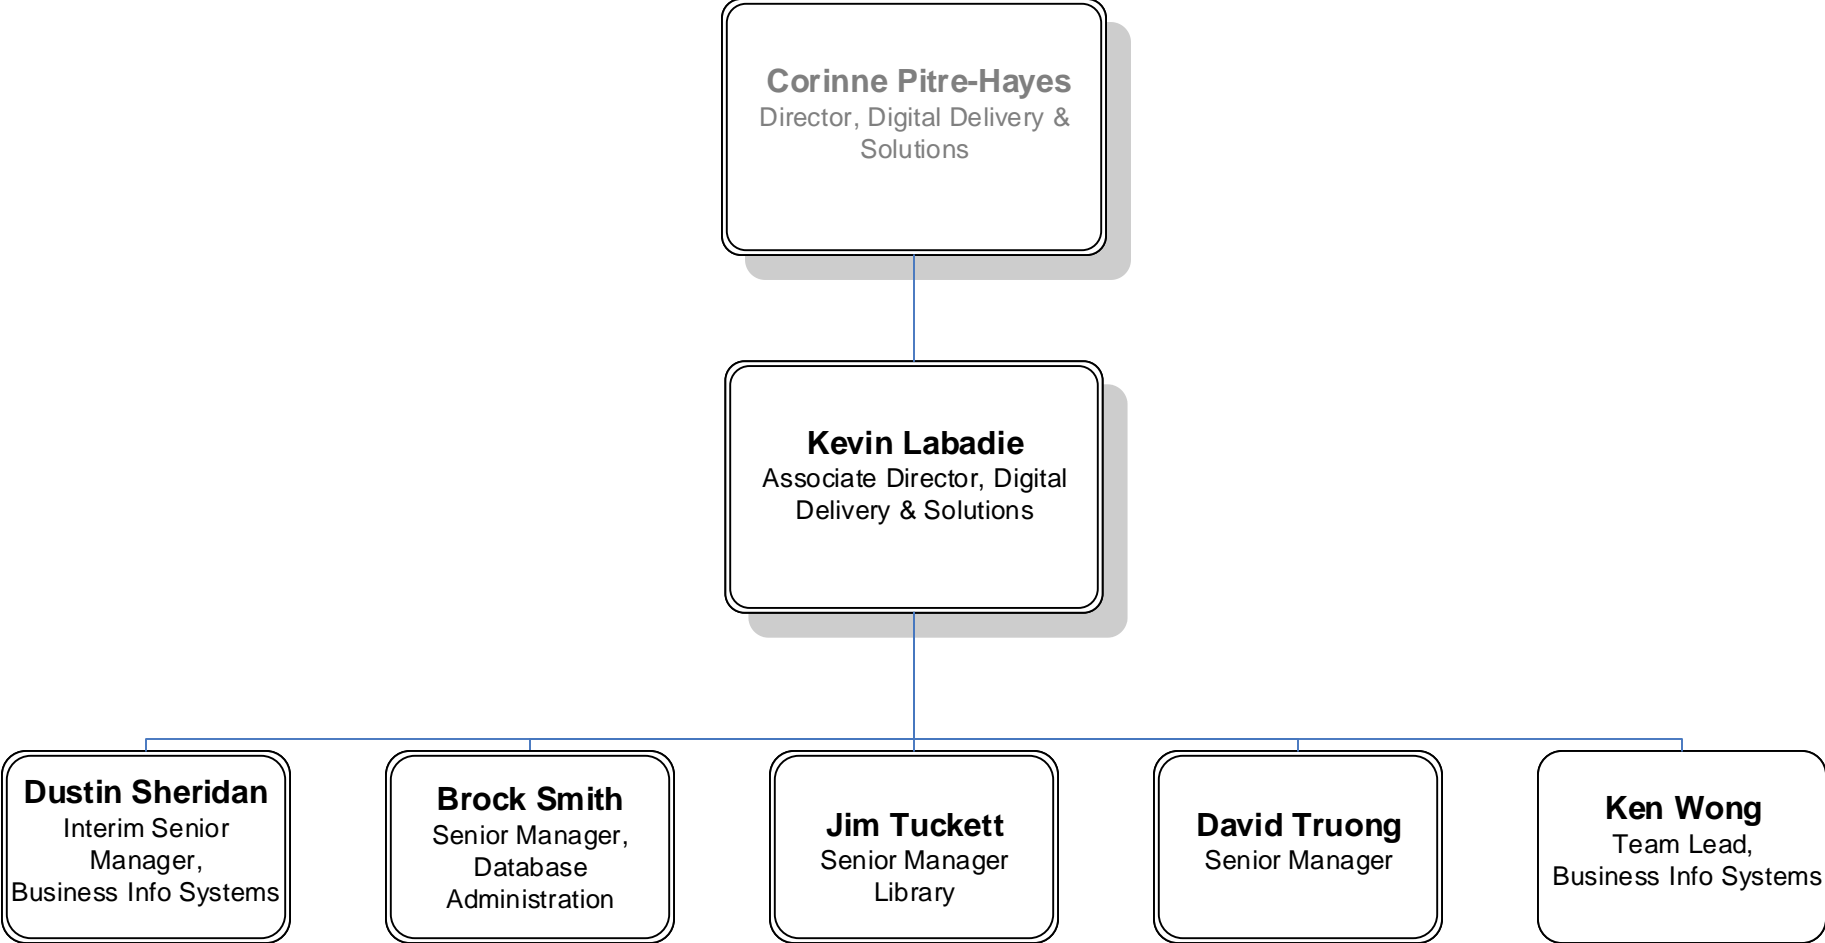 Corinne Pitre-Hayes
Director, Digital Delivery &
Solutions
Kevin Labadie
Associate Director, Digital
Delivery & Solutions
Dustin Sheridan
Interim Senior
Manager,
Business Info Systems
Brock Smith
Senior Manager,
Database
Administration
Jim Tuckett
Senior Manager
Library
David Truong
Senior Manager
Ken Wong
Team Lead,
Business Info Systems